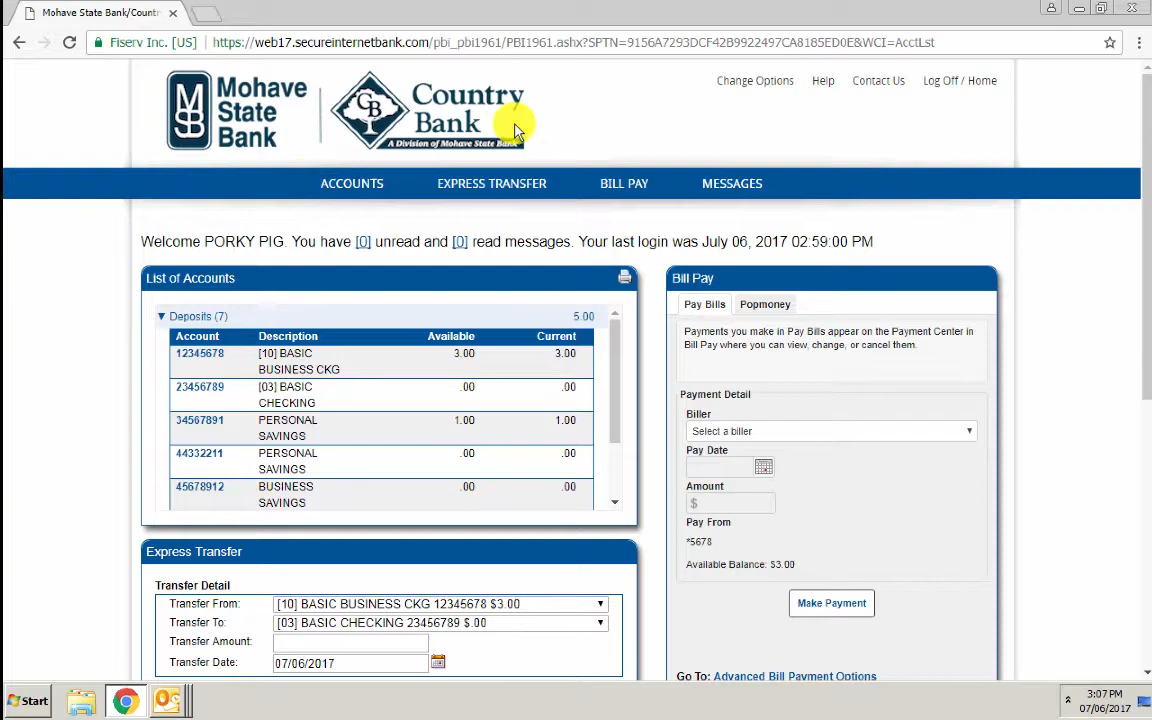 Mohave State Bank/Countr
Fiserv Inc. [US]
https://web17.secureinternetbank.com/pbi_pbi1961/PBI1961.ashx?SPTN=9156A7293DCF42B9922497CA8185ED0E&WCI=AcctLst
Mohave
State
Bank
MSB
CB
Country
Bank
A Division of Mohave State Bank
Change Options
Help
Contact Us
Log Off / Home
ACCOUNTS
EXPRESS TRANSFER
BILL PAY
MESSAGES
Welcome PORKY PIG. You have [0] unread and [0] read messages. Your last login was July 06, 2017 02:59:00 PM
List of Accounts
Deposits (7) 5.00
Account Description Available Current
12345678 [10] BASIC 3.00 3.00
BUSINESS CKG
23456789 [03] BASIC .00 .00
CHECKING
34567891 PERSONAL 1.00 1.00
SAVINGS
44332211 PERSONAL .00 .00
SAVINGS
45678912 BUSINESS .00 .00
SAVINGS
Express Transfer
Transfer Detail
Transfer From: [10] BASIC BUSINESS CKG 12345678 $3.00
Transfer To: [03] BASIC CHECKING 23456789 $.00
Transfer Amount:
Transfer Date: 07/06/2017
Bill Pay
Pay Bills
Popmoney
Payments you make in Pay Bills appear on the Payment Center in
Bill Pay where you can view, change, or cancel them.
Payment Detail
Biller
Select a biller
Pay Date
Amount
$
Pay From
*5678
Available Balance: $3.00
Make Payment
Go To: Advanced Bill Payment Options
Start
3:07 PM
07/06/2017